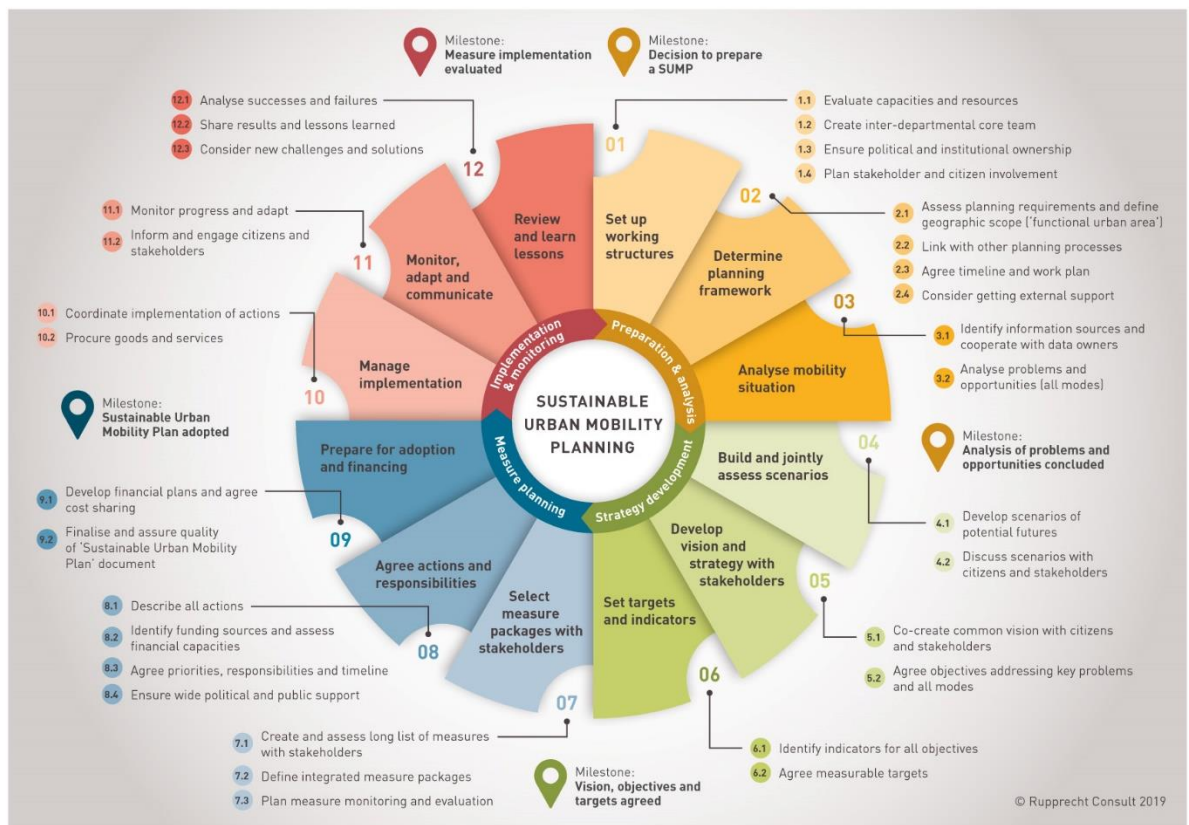 Milestone:
Measure implementation
evaluated
Milestone:
Decision to prepare
a SUMP
12.1 Analyse successes and failures
12.2 Share results and lessons learned
12.3 Consider new challenges and solutions
1.1 Evaluate capacities and resources
1.2 Create inter-departmental core team
1.3 Ensure political and institutional ownership
1.4 Plan stakeholder and citizen involvement
11.1 Monitor progress and adapt
11.2 Inform and engage citizens and
stakeholders
2.1 Assess planning requirements and define
geographic scope ('functional urban area')
2.2 Link with other planning processes
2.3 Agree timeline and work plan
2.4 Consider getting external support
10.1 Coordinate implementation of actions
10.2 Procure goods and services
3.1 Identify information sources and
cooperate with data owners
3.2 Analyse problems and
opportunities (all modes)
Milestone:
Sustainable Urban
Mobility Plan adopted
Milestone:
Analysis of problems and
opportunities concluded
01
Set up
working
structures
02
Determine
planning
framework
03
Analyse mobility
situation
04
Build and jointly
assess scenarios
05
Develop
vision and
strategy with
stakeholders
06
Set targets
and indicators
07
Select
measure
packages with
stakeholders
08
Agree actions and
responsibilities
09
Prepare for adoption
and financing
10
Manage
implementation
11
Monitor,
adapt and
communicate
12
Review
and learn
lessons
Preparation & analysis
Strategy development
Measure planning
Implementation
& monitoring
SUSTAINABLE
URBAN MOBILITY
PLANNING
9.1 Develop financial plans and agree
cost sharing
9.2 Finalise and assure quality
of 'Sustainable Urban Mobility
Plan' document
4.1 Develop scenarios of
potential futures
4.2 Discuss scenarios with
citizens and stakeholders
8.1 Describe all actions
8.2 Identify funding sources and assess
financial capacities
8.3 Agree priorities, responsibilities and timeline
8.4 Ensure wide political and public support
5.1 Co-create common vision with citizens
and stakeholders
5.2 Agree objectives addressing key problems
and all modes
7.1 Create and assess long list of measures
with stakeholders
7.2 Define integrated measure packages
7.3 Plan measure monitoring and evaluation
Milestone:
Vision, objectives and
targets agreed
6.1 Identify indicators for all objectives
6.2 Agree measurable targets
© Rupprecht Consult 2019